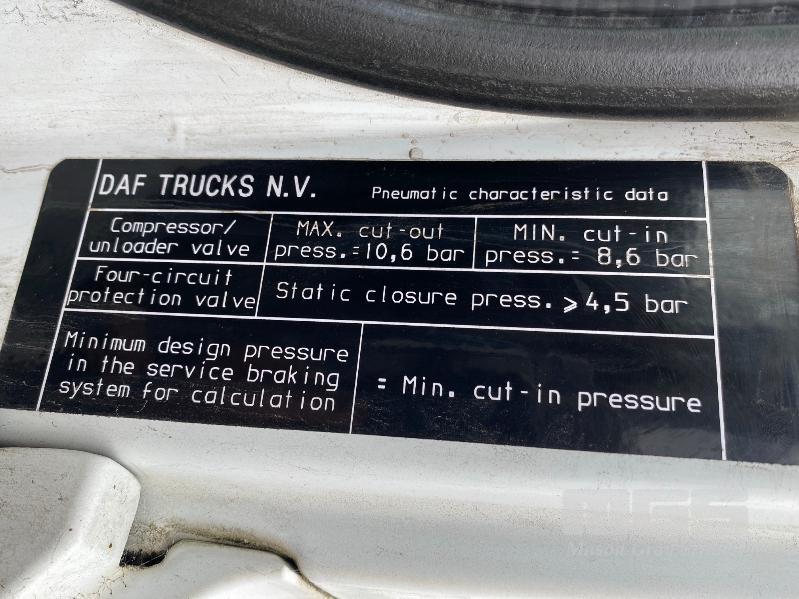 DAF TRUCKS N.V. Pneumatic characteristic data
Compressor/
unloader valve
MAX. cut-out
press.=10,6 bar
MIN. cut-in
press.= 8,6 bar
Four-circuit
protection valve
Static closure press. ⩾ 4,5 bar
Minimum design pressure
in the service braking
system for calculation
= Min. cut-in pressure
MGS